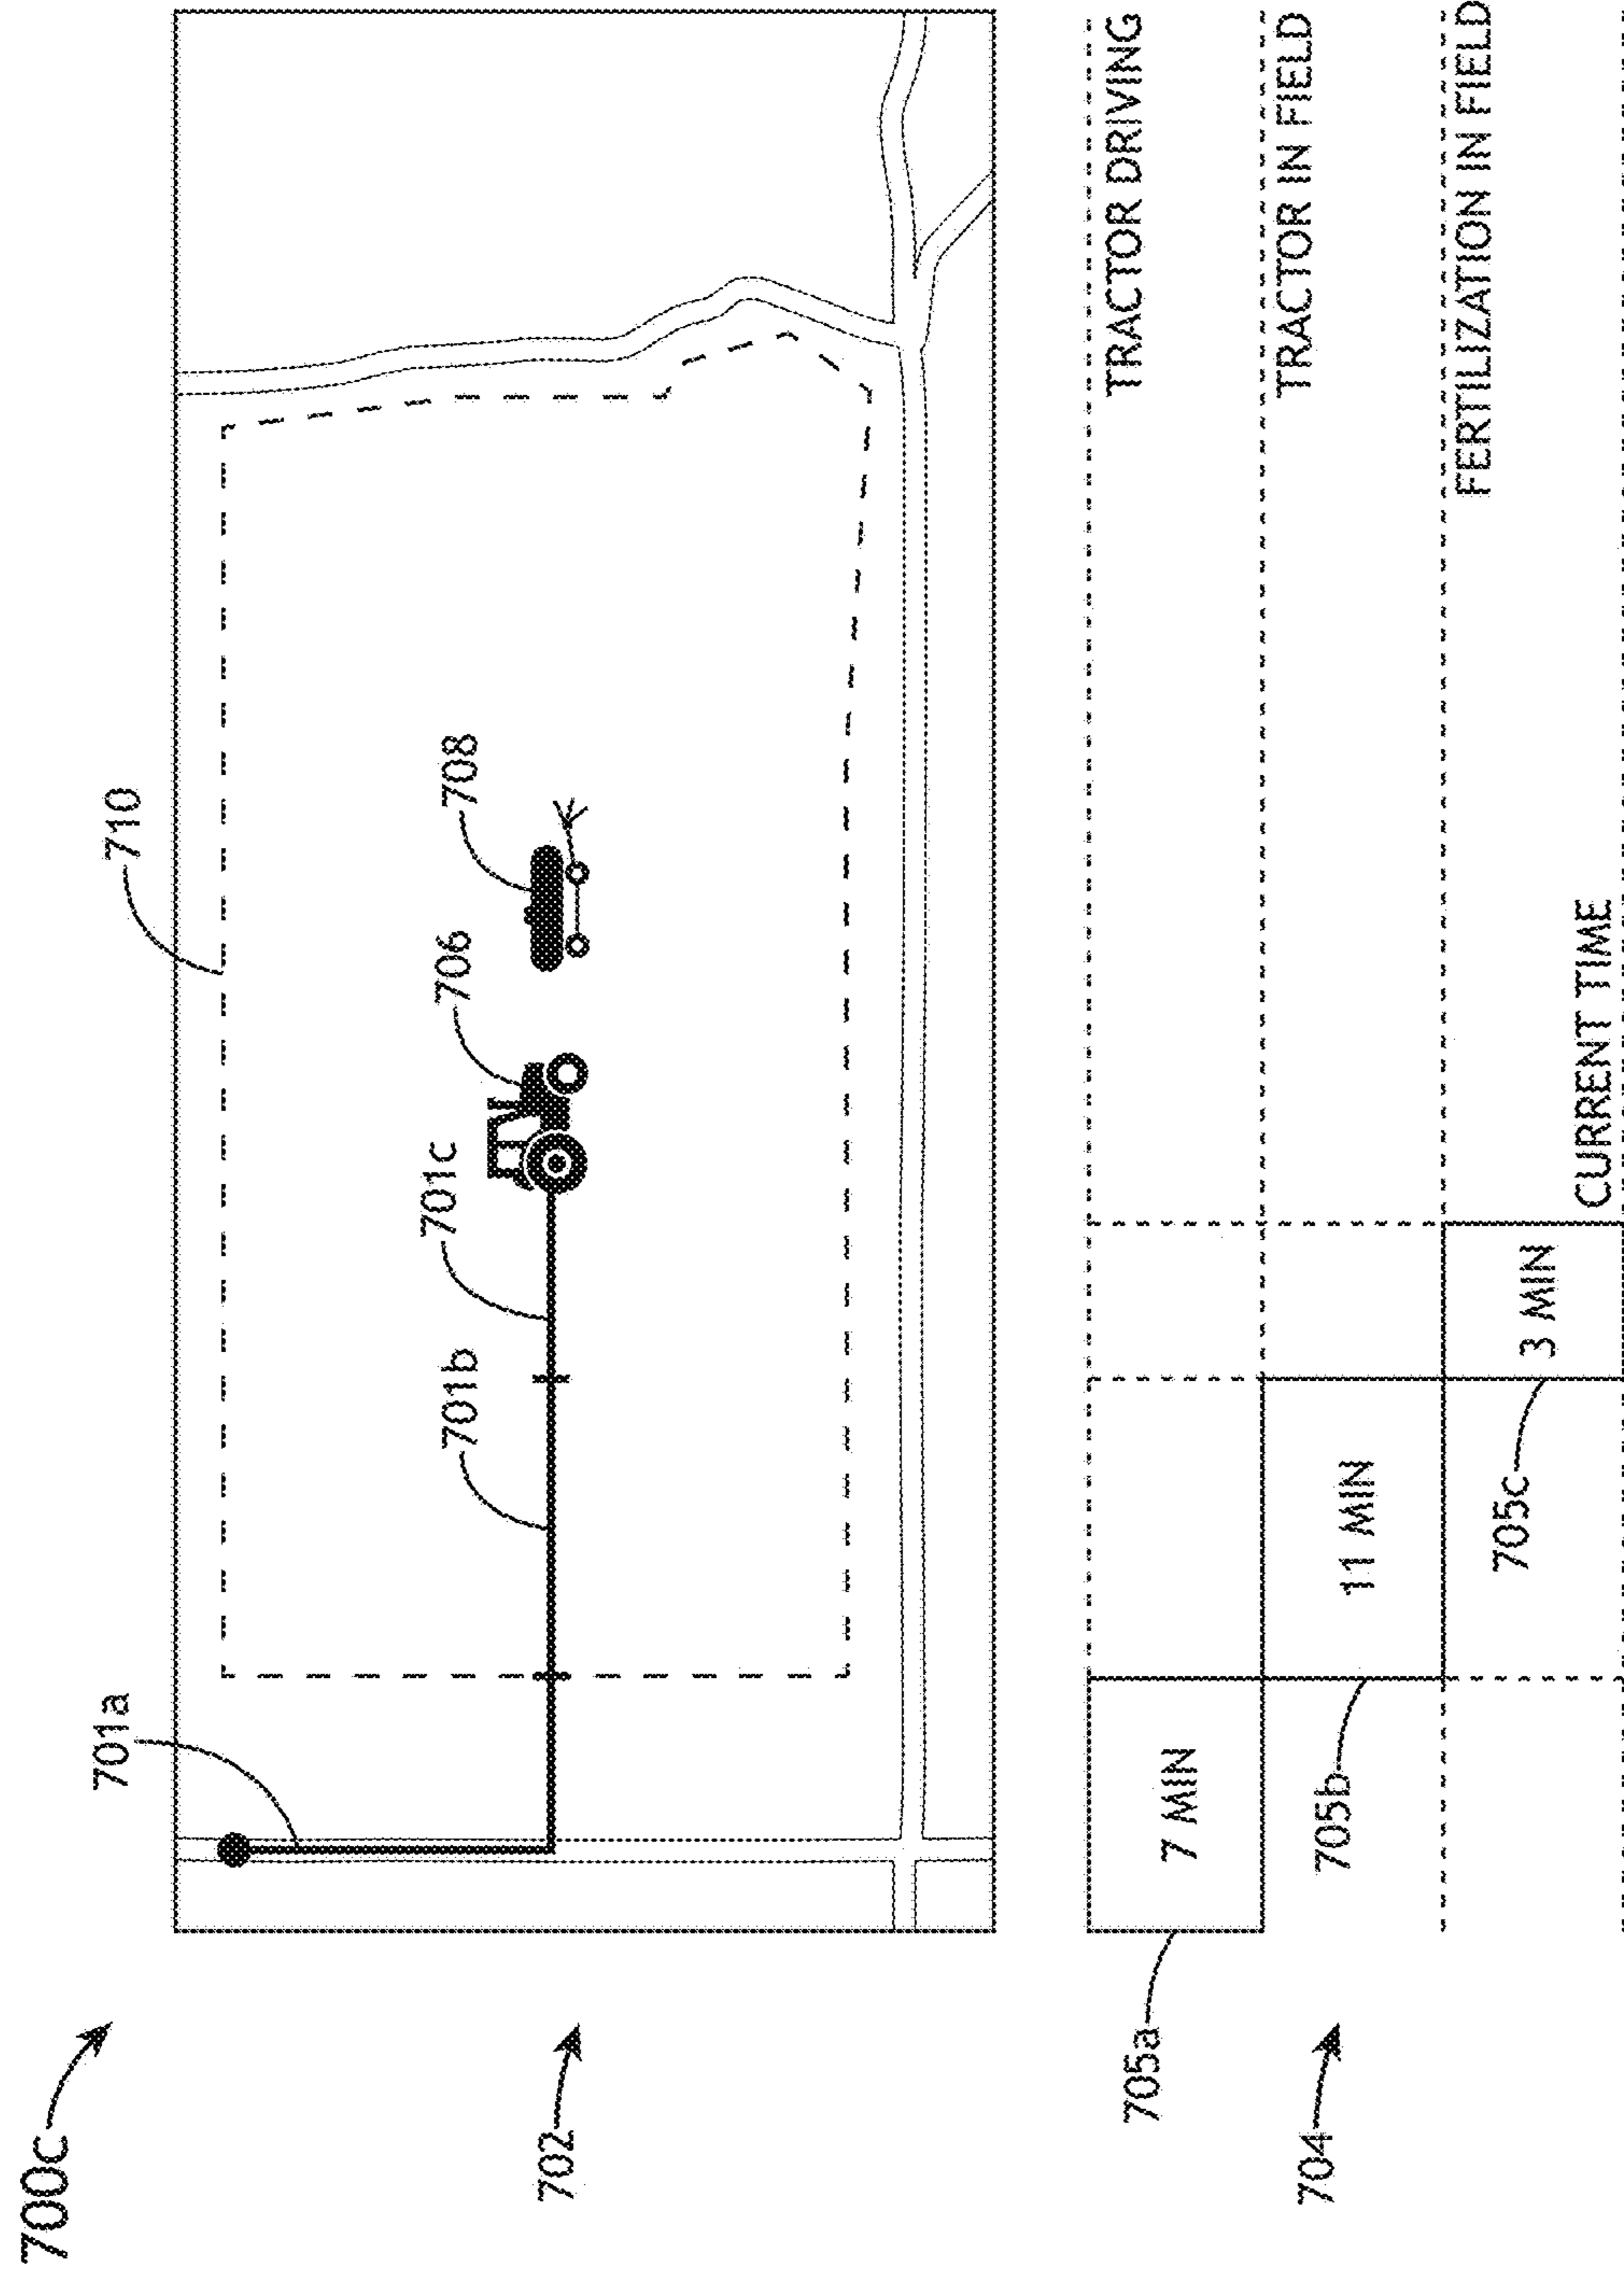 700c
710
701a
708
706
701c
701b
702
TRACTOR DRIVING
7 MIN
705a
TRACTOR IN FIELD
11 MIN
705b
704
FERTILIZATION IN FIELD
3 MIN
705c
CURRENT TIME